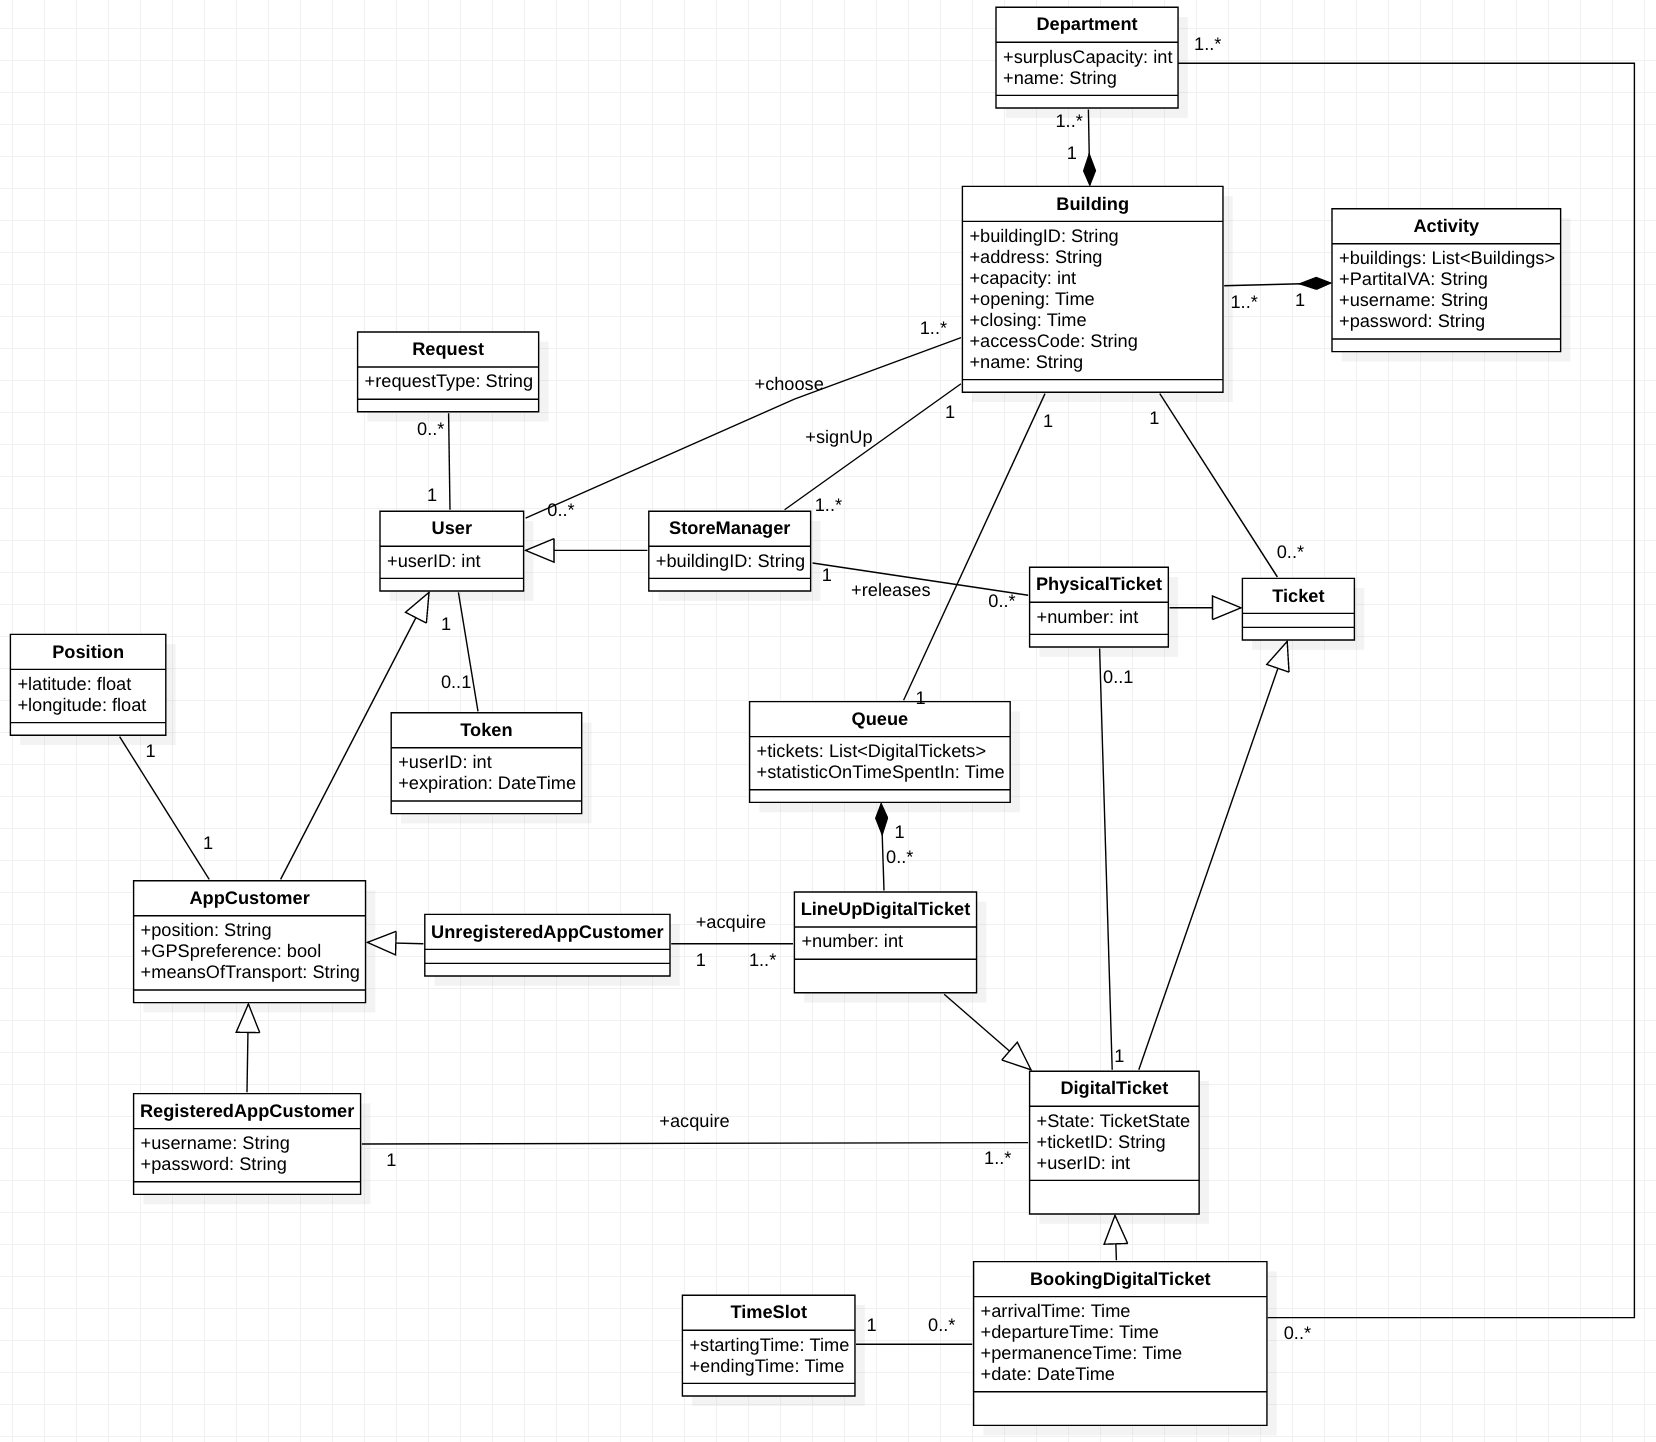 Department
+surplusCapacity: int
+name: String
1..*
1..*
1
Building
+buildingID: String
+address: String
+capacity: int
+opening: Time
+closing: Time
+accessCode: String
+name: String
Activity
+buildings: List<Buildings>
+PartitaIVA: String
+username: String
+password: String
1..*
1
Request
+requestType: String
0..*
1
1..*
+choose
0..*
+signUp
1
1..*
1
1
0..*
User
+userID: int
StoreManager
+buildingID: String
1
+releases
0..*
PhysicalTicket
+number: int
Ticket
1
0..1
0..1
Position
+latitude: float
+longitude: float
1
1
Token
+userID: int
+expiration: DateTime
1
Queue
+tickets: List<DigitalTickets>
+statisticOnTimeSpentIn: Time
1
0..*
AppCustomer
+position: String
+GPSpreference: bool
+meansOfTransport: String
UnregisteredAppCustomer
+acquire
1
1..*
LineUpDigitalTicket
+number: int
1
DigitalTicket
+State: TicketState
+ticketID: String
+userID: int
RegisteredAppCustomer
+username: String
+password: String
+acquire
1
1..*
BookingDigitalTicket
+arrivalTime: Time
+departureTime: Time
+permanenceTime: Time
+date: DateTime
0..*
TimeSlot
+startingTime: Time
+endingTime: Time
1
0..*